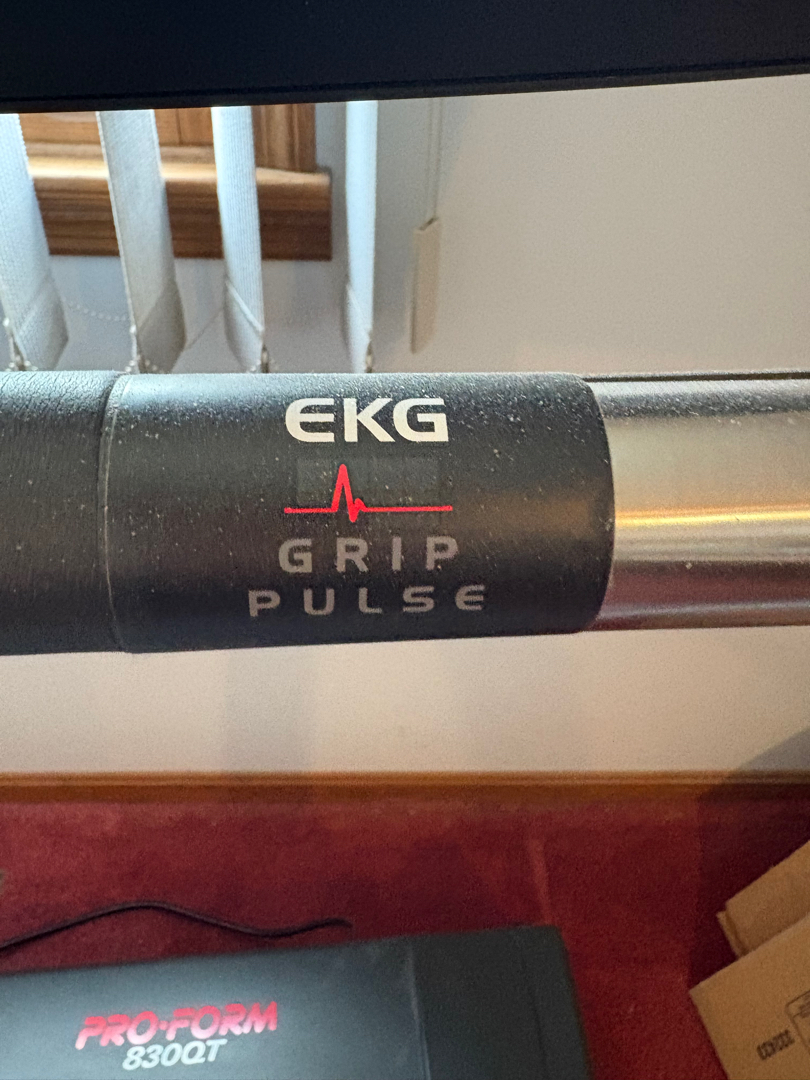 EKG
GRIP
PULSE
PRO-FORM
830QT